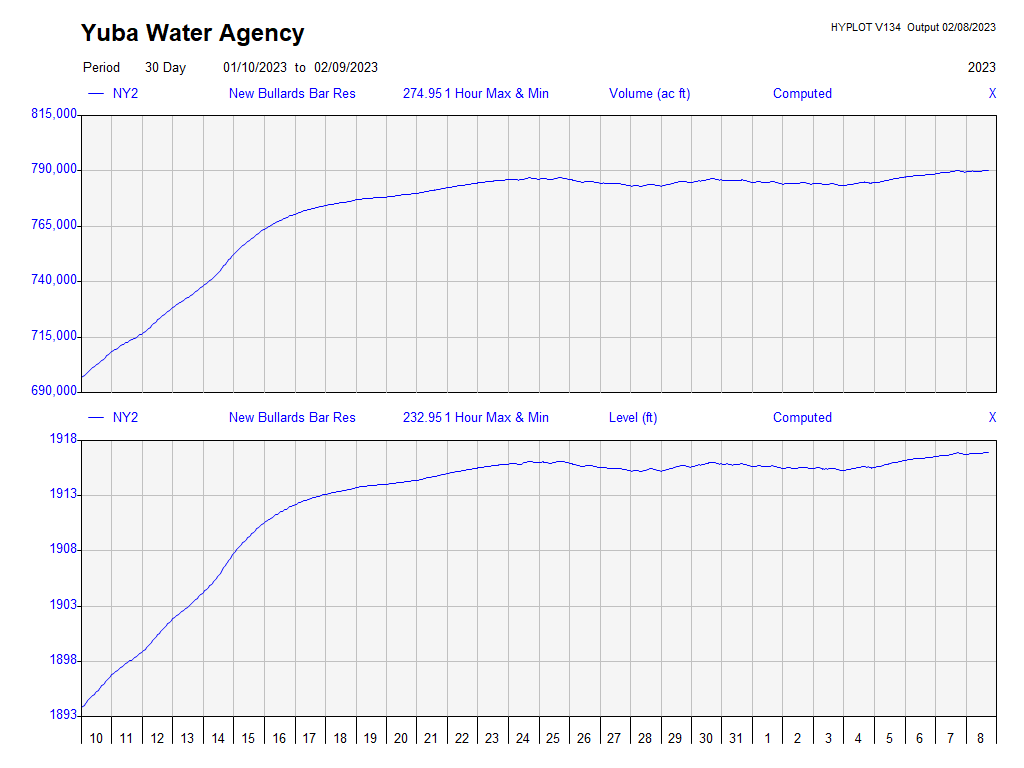 Yuba Water Agency
HYPLOT V134 Output 02/08/2023
Period 30 Day 01/10/2023 to 02/09/2023 2023
NY2 New Bullards Bar Res 274.95 1 Hour Max & Min Volume (ac ft) Computed X
815,000
790,000
765,000
740,000
715,000
690,000
NY2 New Bullards Bar Res 232.95 1 Hour Max & Min Level (ft) Computed X
1918
1913
1908
1903
1898
1893
10 11 12 13 14 15 16 17 18 19 20 21 22 23 24 25 26 27 28 29 30 31 1 2 3 4 5 6 7 8